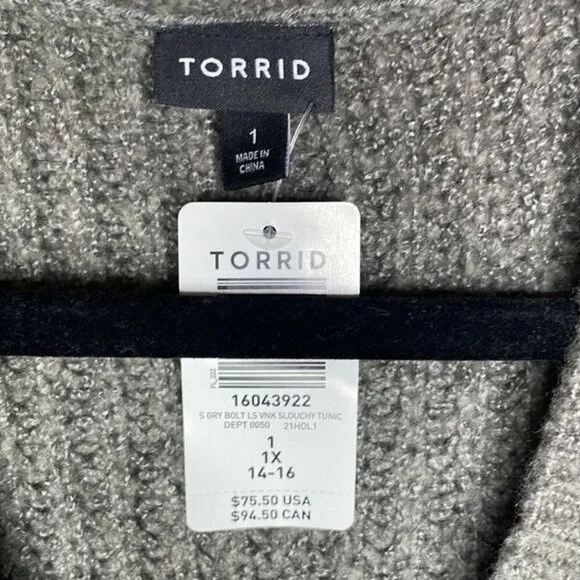 TORRID
1
MADE IN
CHINA
TORRID
FL_222
16043922
S GRY BOLT LS VNK SLOUCHY TUNIC
DEPT 0050 21HOL1
1
1X
14-16
$75.50 USA
$94.50 CAN